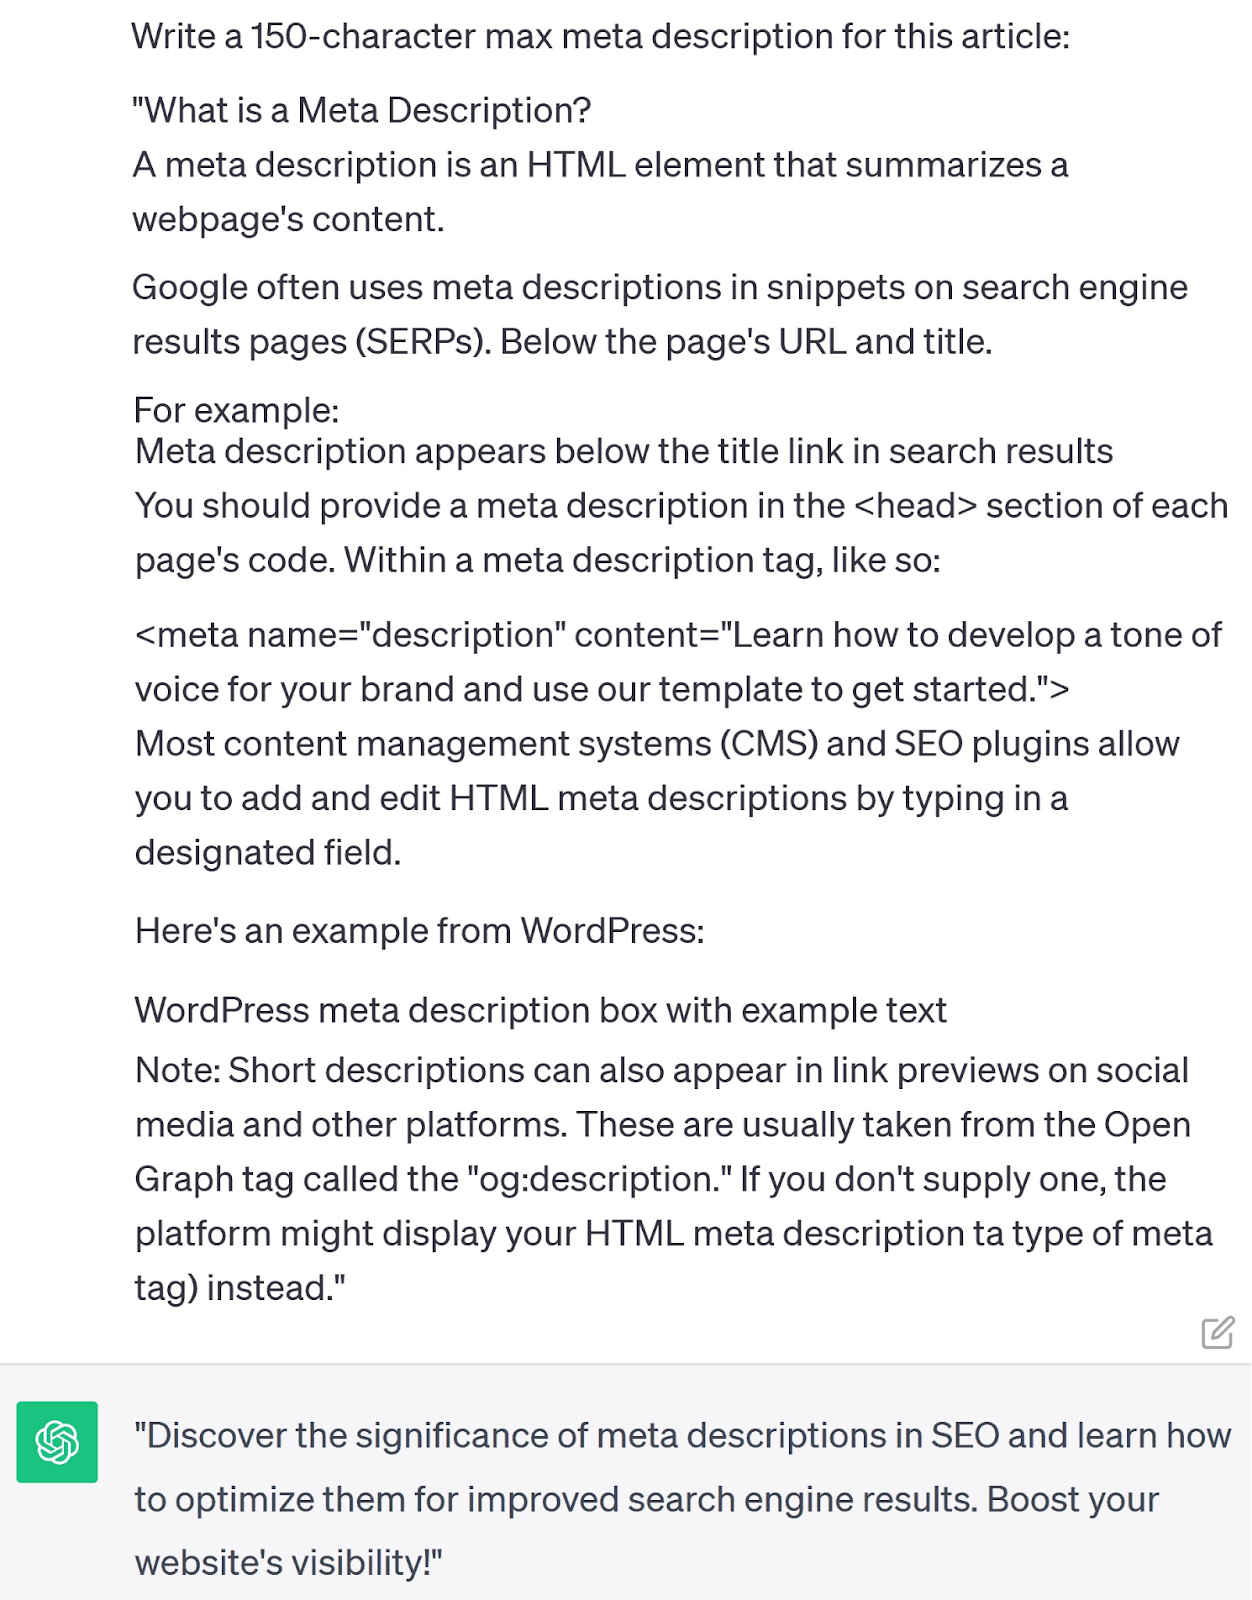 Write a 150-character max meta description for this article:
"What is a Meta Description?
A meta description is an HTML element that summarizes a
webpage's content.
Google often uses meta descriptions in snippets on search engine
results pages (SERPs). Below the page's URL and title.
For example:
Meta description appears below the title link in search results
You should provide a meta description in the <head> section of each
page's code. Within a meta description tag, like so:
<meta name="description" content="Learn how to develop a tone of
voice for your brand and use our template to get started.">
Most content management systems (CMS) and SEO plugins allow
you to add and edit HTML meta descriptions by typing in a
designated field.
Here's an example from WordPress:
WordPress meta description box with example text
Note: Short descriptions can also appear in link previews on social
media and other platforms. These are usually taken from the Open
Graph tag called the "og:description." If you don't supply one, the
platform might display your HTML meta description ta type of meta
tag) instead."
"Discover the significance of meta descriptions in SEO and learn how
to optimize them for improved search engine results. Boost your
website's visibility!"